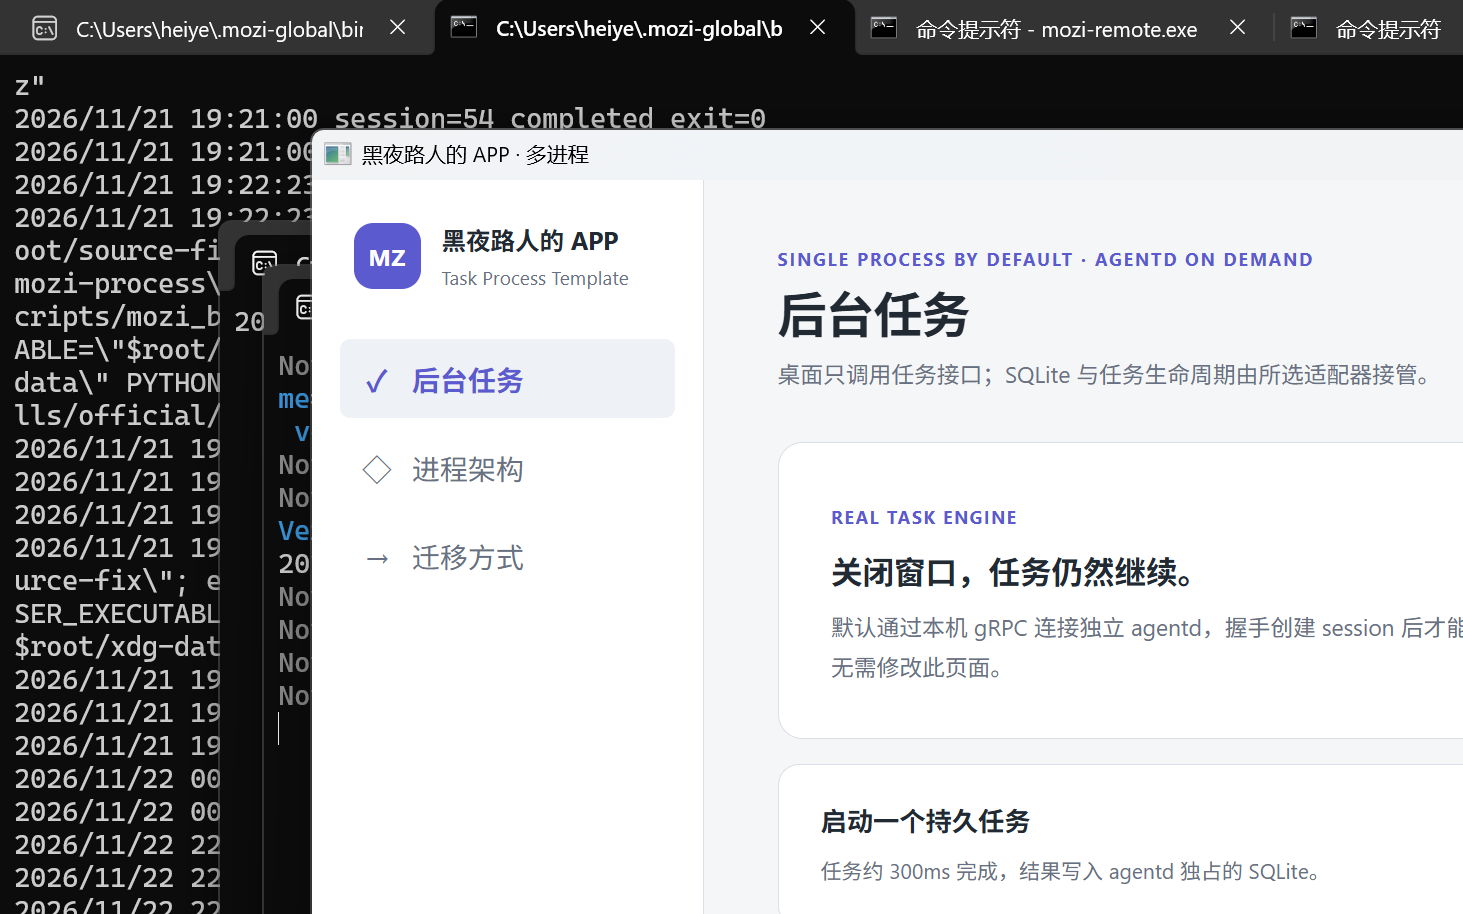 C:\Users\heiye\.mozi-global\bin
C:\Users\heiye\.mozi-global\b
命令提示符 - mozi-remote.exe
命令提示符
z"
2026/11/21 19:21:00 session=54 completed exit=0
2026/11/21 19:21:00
2026/11/21 19:22:23
2026/11/21 19:22:23
oot/source-fi
mozi-process\
cripts/mozi_b
ABLE=\"$root/
data\" PYTHON
lls/official/
2026/11/21 19
2026/11/21 19
2026/11/21 19
2026/11/21 19
urce-fix\"; e
SER_EXECUTABL
$root/xdg-dat
2026/11/21 19
2026/11/21 19
2026/11/21 19
2026/11/22 00
2026/11/22 00
2026/11/22 22
2026/11/22 22
2026/11/22 22
20
No
me
v
No
No
Ve
20
No
No
No
No
黑夜路人的 APP · 多进程
MZ
黑夜路人的 APP
Task Process Template
后台任务
进程架构
迁移方式
SINGLE PROCESS BY DEFAULT · AGENTD ON DEMAND
后台任务
桌面只调用任务接口；SQLite 与任务生命周期由所选适配器接管。
REAL TASK ENGINE
关闭窗口，任务仍然继续。
默认通过本机 gRPC 连接独立 agentd，握手创建 session 后才能
无需修改此页面。
启动一个持久任务
任务约 300ms 完成，结果写入 agentd 独占的 SQLite。